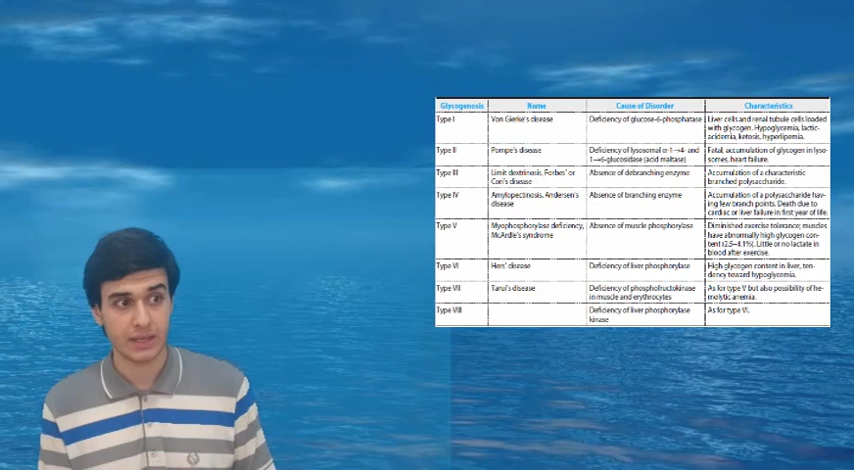 Glycogenosis Name Cause of Disorder Characteristics
Type I Von Gierke's disease Deficiency of glucose-6-phosphatase Liver cells and renal tubule cells loaded
with glycogen. Hypoglycemia, lactic-
acidemia, ketosis, hyperlipemia.
Type II Pompe's disease Deficiency of lysosomal α-1→4- and Fatal, accumulation of glycogen in lyso-
1→6-glucosidase (acid maltase) somes, heart failure.
Type III Limit dextrinosis, Forbes' or Absence of debranching enzyme Accumulation of a characteristic
Cori's disease branched polysaccharide.
Type IV Amylopectinosis, Andersen's Absence of branching enzyme Accumulation of a polysaccharide hav-
disease ing few branch points. Death due to
cardiac or liver failure in first year of life.
Type V Myophosphorylase deficiency, Absence of muscle phosphorylase Diminished exercise tolerance; muscles
McArdle's syndrome have abnormally high glycogen con-
tent (2.5–4.1%). Little or no lactate in
blood after exercise.
Type VI Hers' disease Deficiency of liver phosphorylase High glycogen content in liver, ten-
dency toward hypoglycemia.
Type VII Tarui's disease Deficiency of phosphofructokinase As for type V but also possibility of he-
in muscle and erythrocytes molytic anemia.
Type VIII Deficiency of liver phosphorylase As for type VI.
kinase